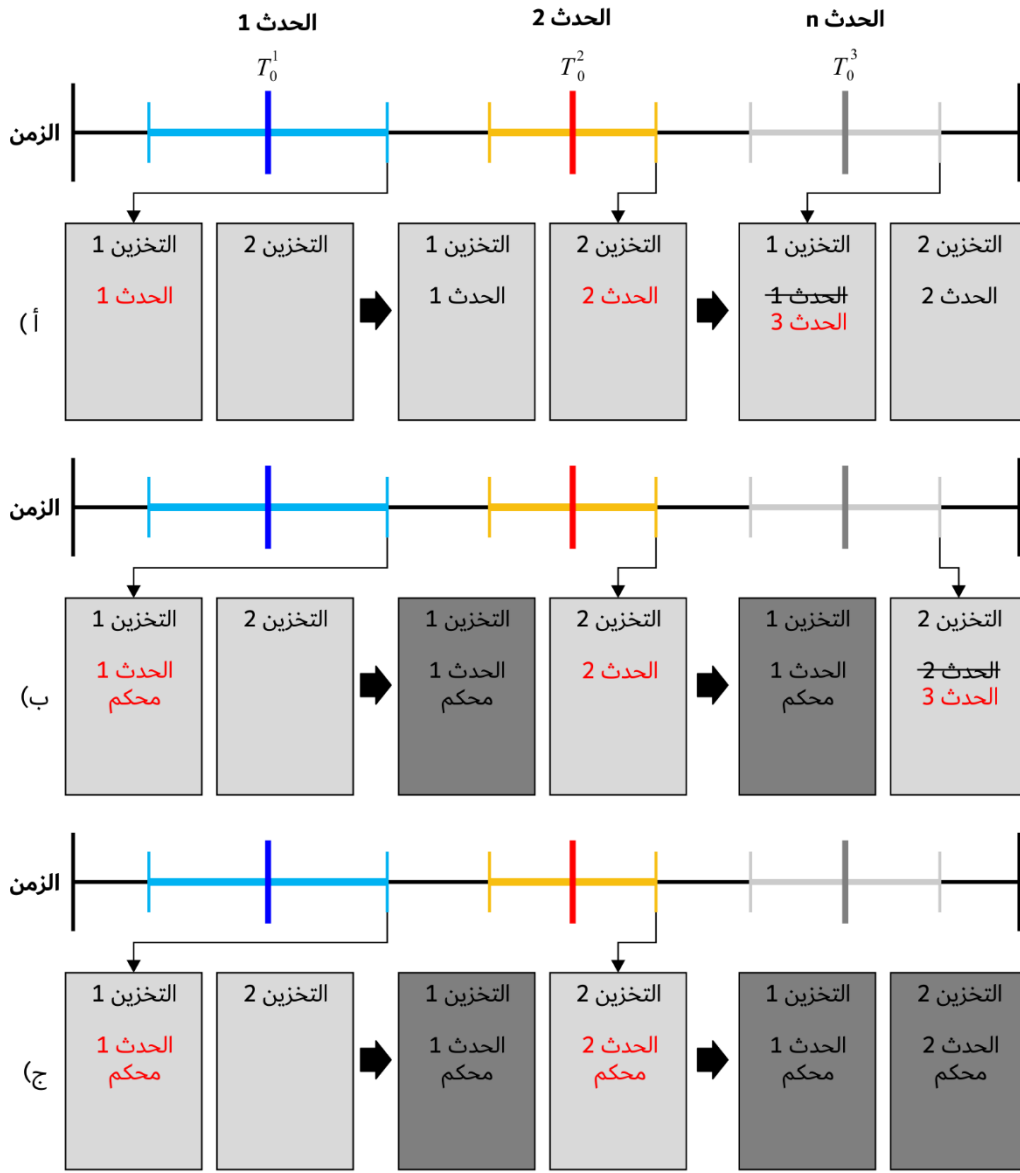 الحدث 1
الحدث 2
الحدث n
T_0^1
T_0^2
T_0^3
الزمن
أ )
التخزين 1
الحدث 1
التخزين 2
التخزين 1
الحدث 1
التخزين 2
الحدث 2
التخزين 1
الحدث 1
الحدث 3
التخزين 2
الحدث 2
الزمن
ب)
التخزين 1
الحدث 1
محكم
التخزين 2
التخزين 1
الحدث 1
محكم
التخزين 2
الحدث 2
التخزين 1
الحدث 1
محكم
التخزين 2
الحدث 2
الحدث 3
الزمن
ج)
التخزين 1
الحدث 1
محكم
التخزين 2
التخزين 1
الحدث 1
محكم
التخزين 2
الحدث 2
محكم
التخزين 1
الحدث 1
محكم
التخزين 2
الحدث 2
محكم